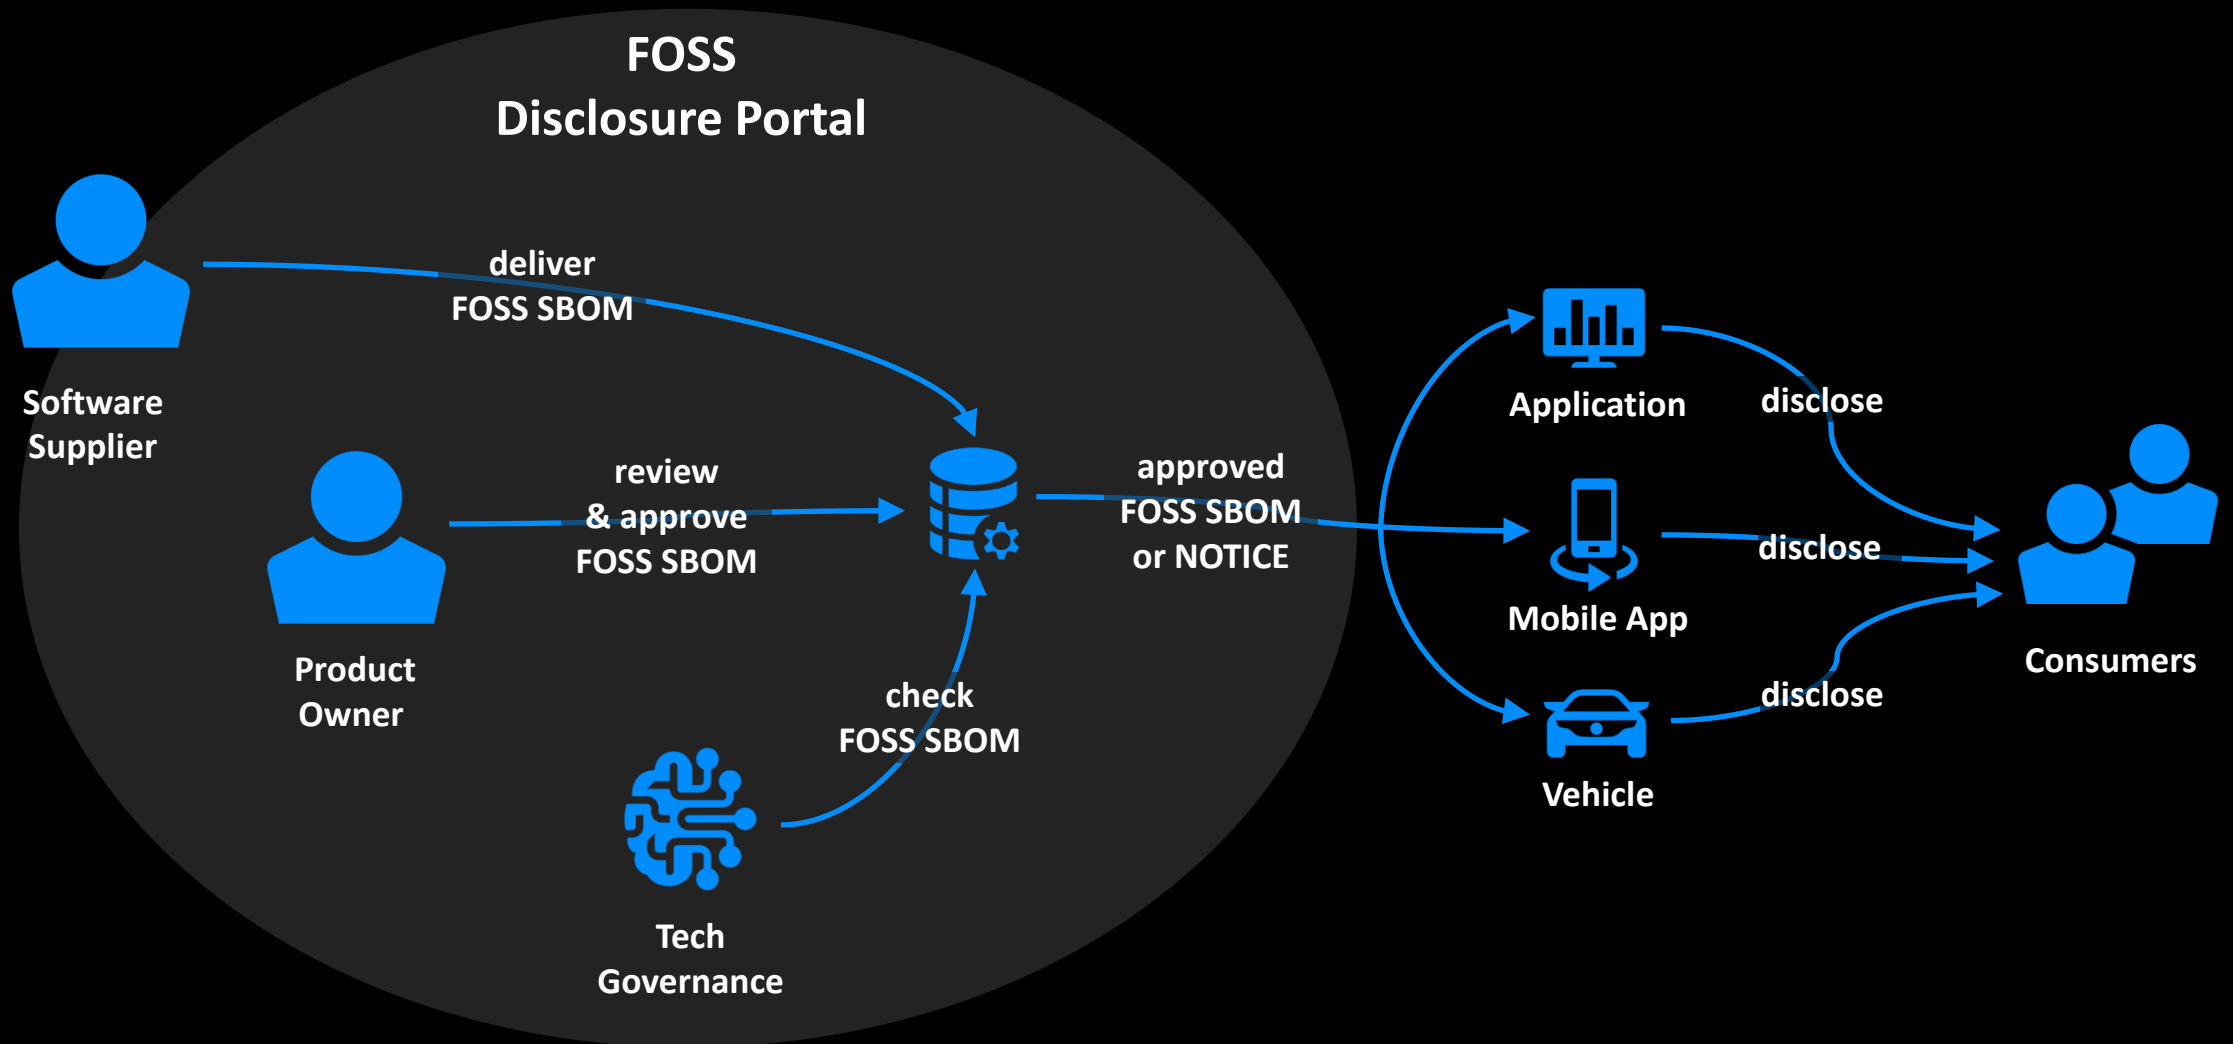 FOSS
Disclosure Portal
deliver
FOSS SBOM
Software
Supplier
review
& approve
FOSS SBOM
Product
Owner
check
FOSS SBOM
Tech
Governance
approved
FOSS SBOM
or NOTICE
Application
disclose
Mobile App
disclose
Vehicle
disclose
Consumers